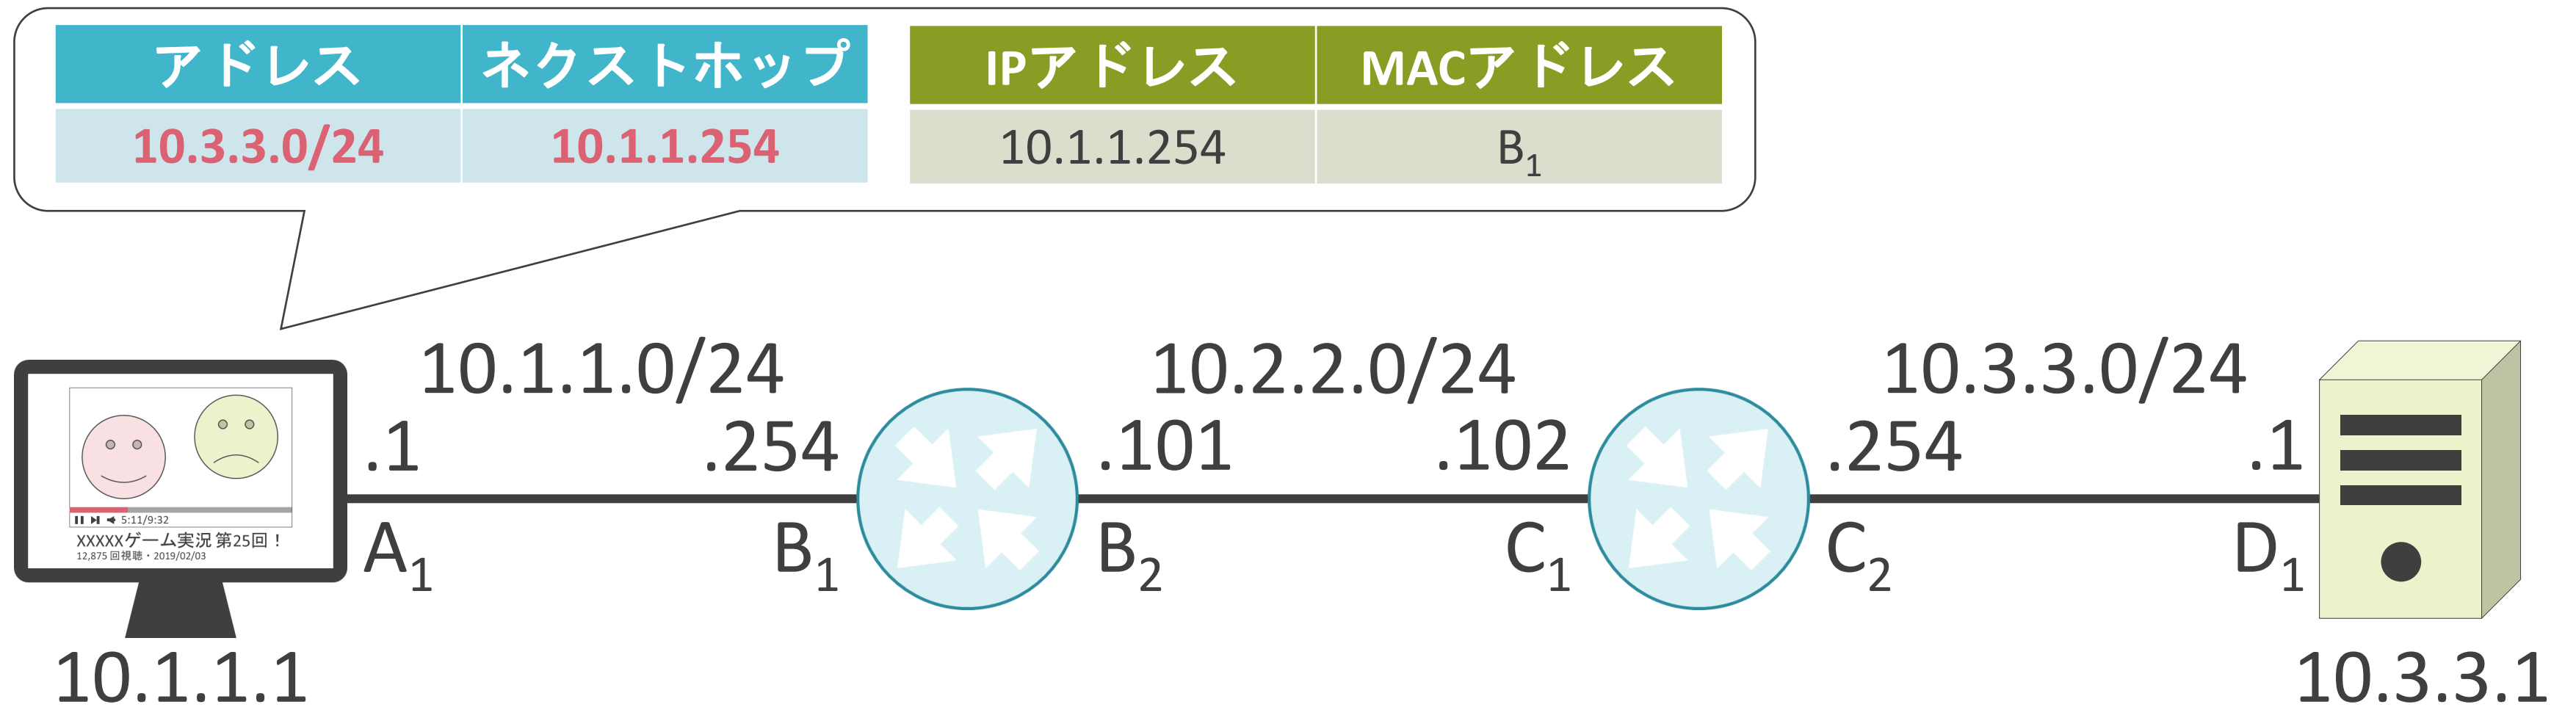 アドレス ネクストホップ IPアドレス MACアドレス
10.3.3.0/24 10.1.1.254 10.1.1.254 B₁
10.1.1.0/24 10.2.2.0/24 10.3.3.0/24
.1 .254 .101 .102 .254 .1
A₁ B₁ B₂ C₁ C₂ D₁
5:11/9:32
XXXXXゲーム実況 第25回！
12,875 回視聴・2019/02/03
10.1.1.1 10.3.3.1